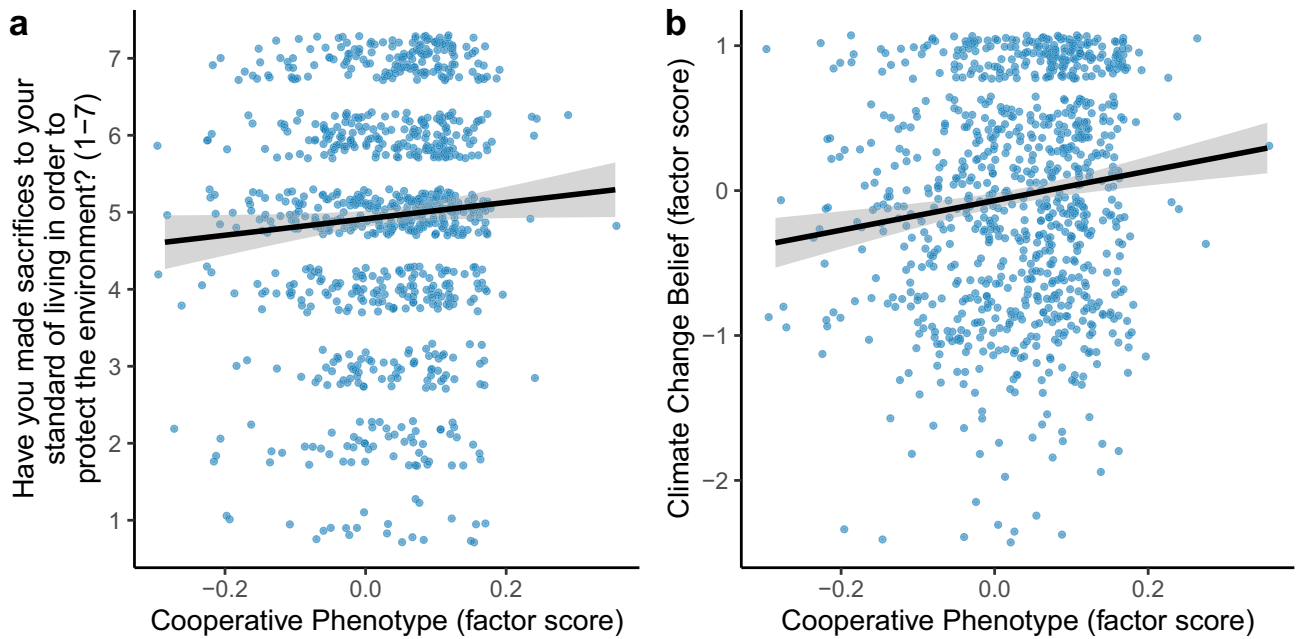 a
Have you made sacrifices to your
standard of living in order to
protect the environment? (1−7)
7
6
5
4
3
2
1
−0.2
0.0
0.2
Cooperative Phenotype (factor score)
b
Climate Change Belief (factor score)
1
0
−1
−2
−0.2
0.0
0.2
Cooperative Phenotype (factor score)